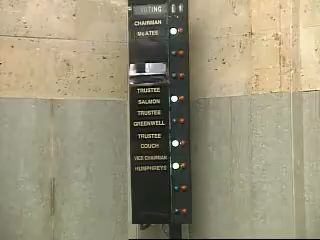 VOTING
CHAIRMAN
McATEE
TRUSTEE
SALMON
TRUSTEE
GREENWELL
TRUSTEE
COUCH
VICE CHAIRMAN
HUMPHREYS